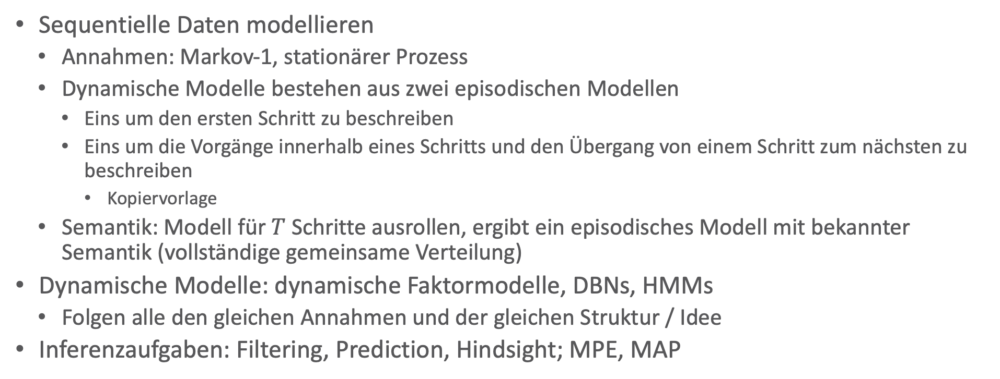 • Sequentielle Daten modellieren
• Annahmen: Markov-1, stationärer Prozess
• Dynamische Modelle bestehen aus zwei episodischen Modellen
• Eins um den ersten Schritt zu beschreiben
• Eins um die Vorgänge innerhalb eines Schritts und den Übergang von einem Schritt zum nächsten zu
beschreiben
• Kopiervorlage
• Semantik: Modell für T Schritte ausrollen, ergibt ein episodisches Modell mit bekannter
Semantik (vollständige gemeinsame Verteilung)
• Dynamische Modelle: dynamische Faktormodelle, DBNs, HMMs
• Folgen alle den gleichen Annahmen und der gleichen Struktur / Idee
• Inferenzaufgaben: Filtering, Prediction, Hindsight; MPE, MAP